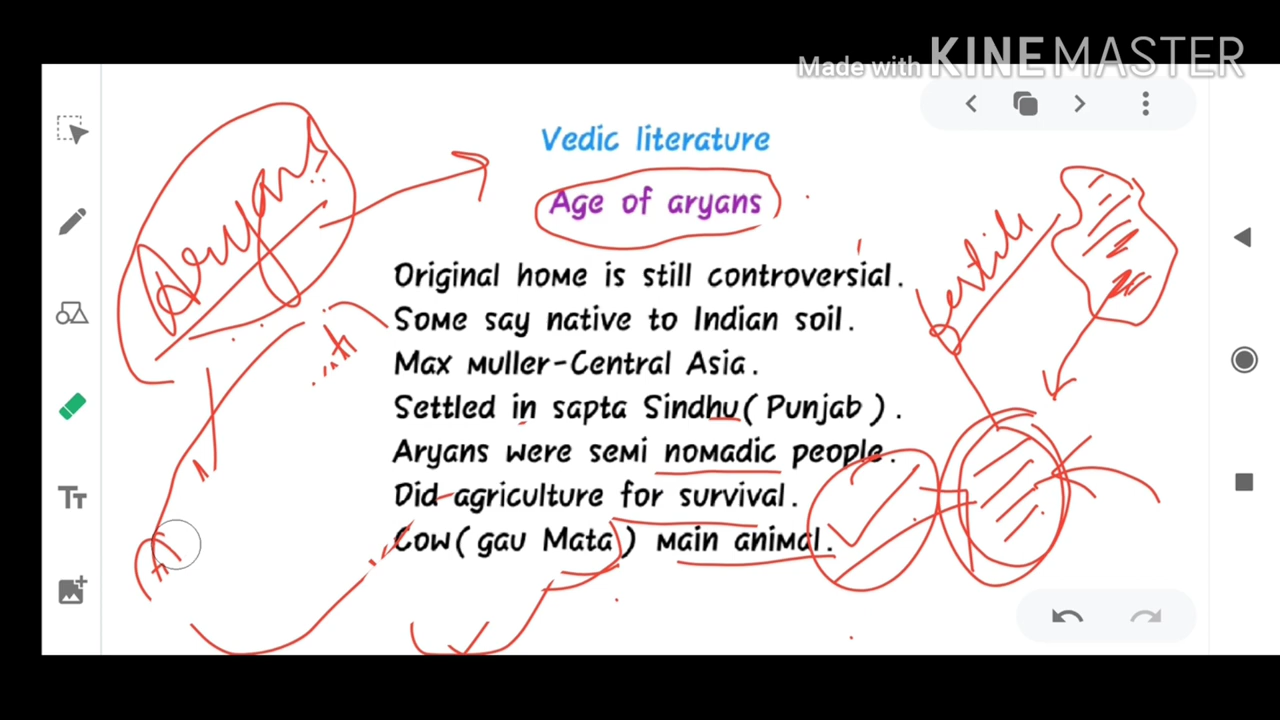 Made with KINEMASTER
Vedic literature
Age of aryans
Aryans
fertile
Original home is still controversial.
Some say native to Indian soil.
Max muller-Central Asia.
Settled in sapta Sindhu(Punjab).
Aryans were semi nomadic people.
Did agriculture for survival.
Cow(gau Mata) main animal.
TT